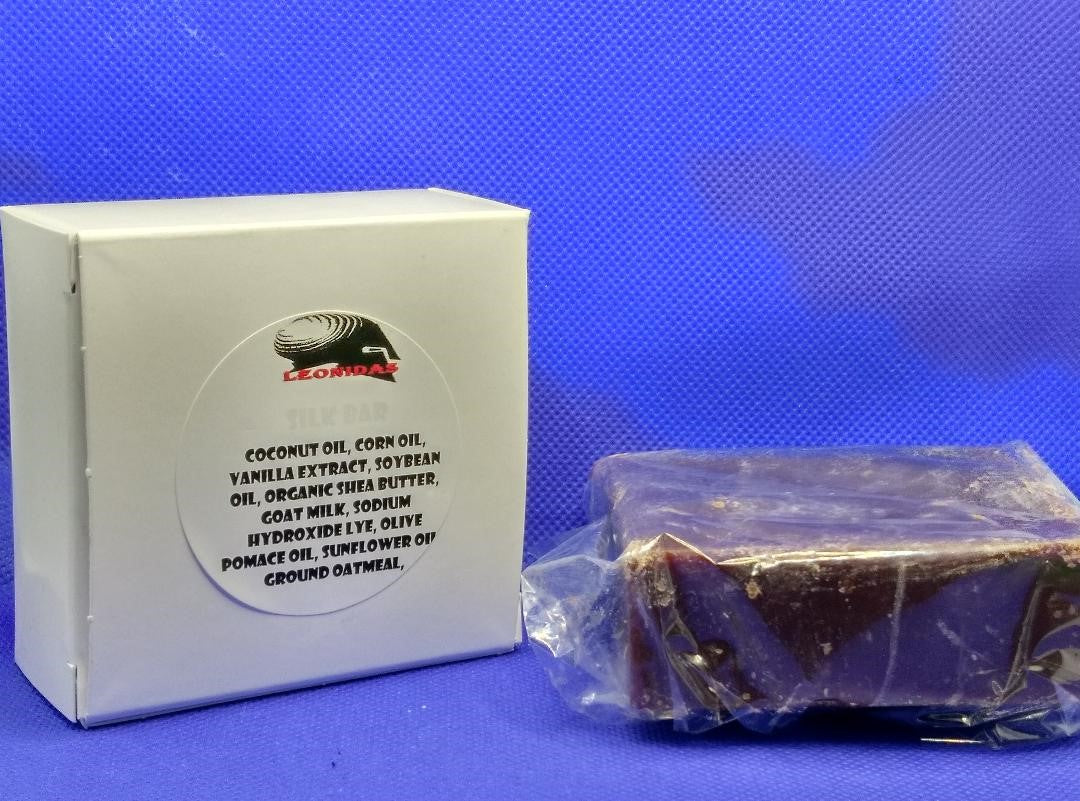 LEONIDAS
SILK BAR
COCONUT OIL, CORN OIL,
VANILLA EXTRACT, SOYBEAN
OIL, ORGANIC SHEA BUTTER,
GOAT MILK, SODIUM
HYDROXIDE LYE, OLIVE
POMACE OIL, SUNFLOWER OIL
GROUND OATMEAL,